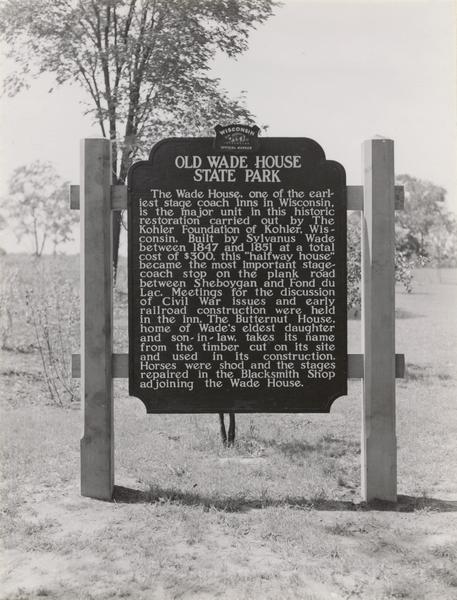 WISCONSIN
OFFICIAL MARKER
OLD WADE HOUSE
STATE PARK
The Wade House, one of the earl-
iest stage coach inns in Wisconsin,
is the major unit in this historic
restoration carried out by The
Kohler Foundation of Kohler, Wis-
consin. Built by Sylvanus Wade
between 1847 and 1851 at a total
cost of $300, this "halfway house"
became the most important stage-
coach stop on the plank road
between Sheboygan and Fond du
Lac. Meetings for the discussion
of Civil War issues and early
railroad construction were held
in the Inn. The Butternut House,
home of Wade's eldest daughter
and son-in-law, takes its name
from the timber cut on its site
and used in its construction.
Horses were shod and the stages
repaired in the Blacksmith Shop
adjoining the Wade House.